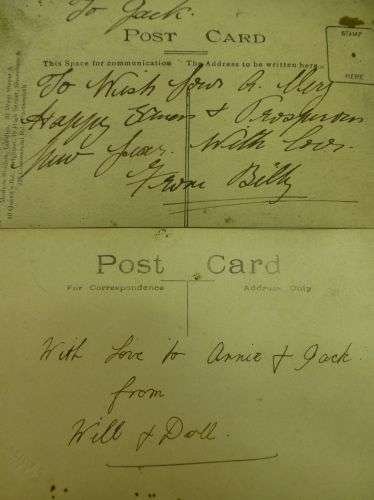 To Jack.
POST CARD
STAMP
HERE
This Space for communication The Address to be written here
To Wish you A. Very
Happy & Prosperous
New Year. With Love.
From Billy
Post Card
For Correspondence Address Only
With love to Annie & Jack
from
Will & Doll.